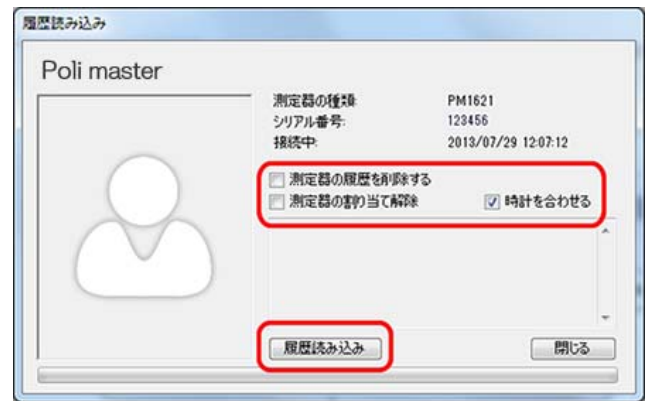 履歴読み込み
Poli master
測定器の種類: PM1621
シリアル番号: 123456
接続中: 2013/07/29 12:07:12
測定器の履歴を削除する
測定器の割り当て解除 時計を合わせる
履歴読み込み 閉じる